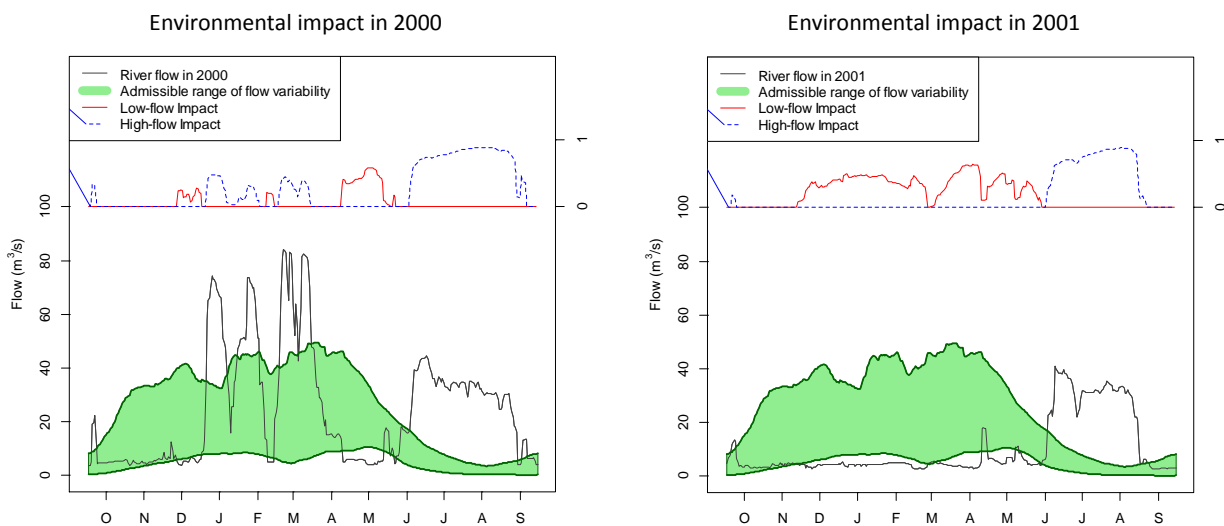 Environmental impact in 2000
River flow in 2000
Admissible range of flow variability
Low-flow Impact
High-flow Impact
1
0
100
80
60
40
20
0
Flow (m³/s)
O N D J F M A M J J A S
Environmental impact in 2001
River flow in 2001
Admissible range of flow variability
Low-flow Impact
High-flow Impact
1
0
100
80
60
40
20
0
Flow (m³/s)
O N D J F M A M J J A S